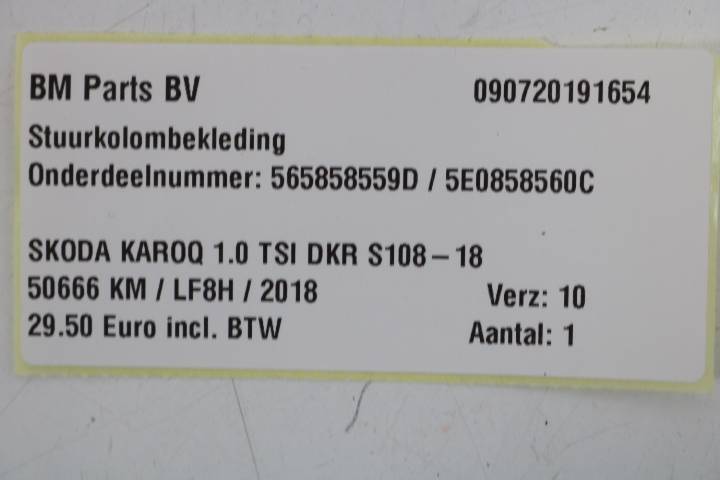 BM Parts BV 090720191654
Stuurkolombekleding
Onderdeelnummer: 565858559D / 5E0858560C
SKODA KAROQ 1.0 TSI DKR S108-18
50666 KM / LF8H / 2018 Verz: 10
29.50 Euro incl. BTW Aantal: 1